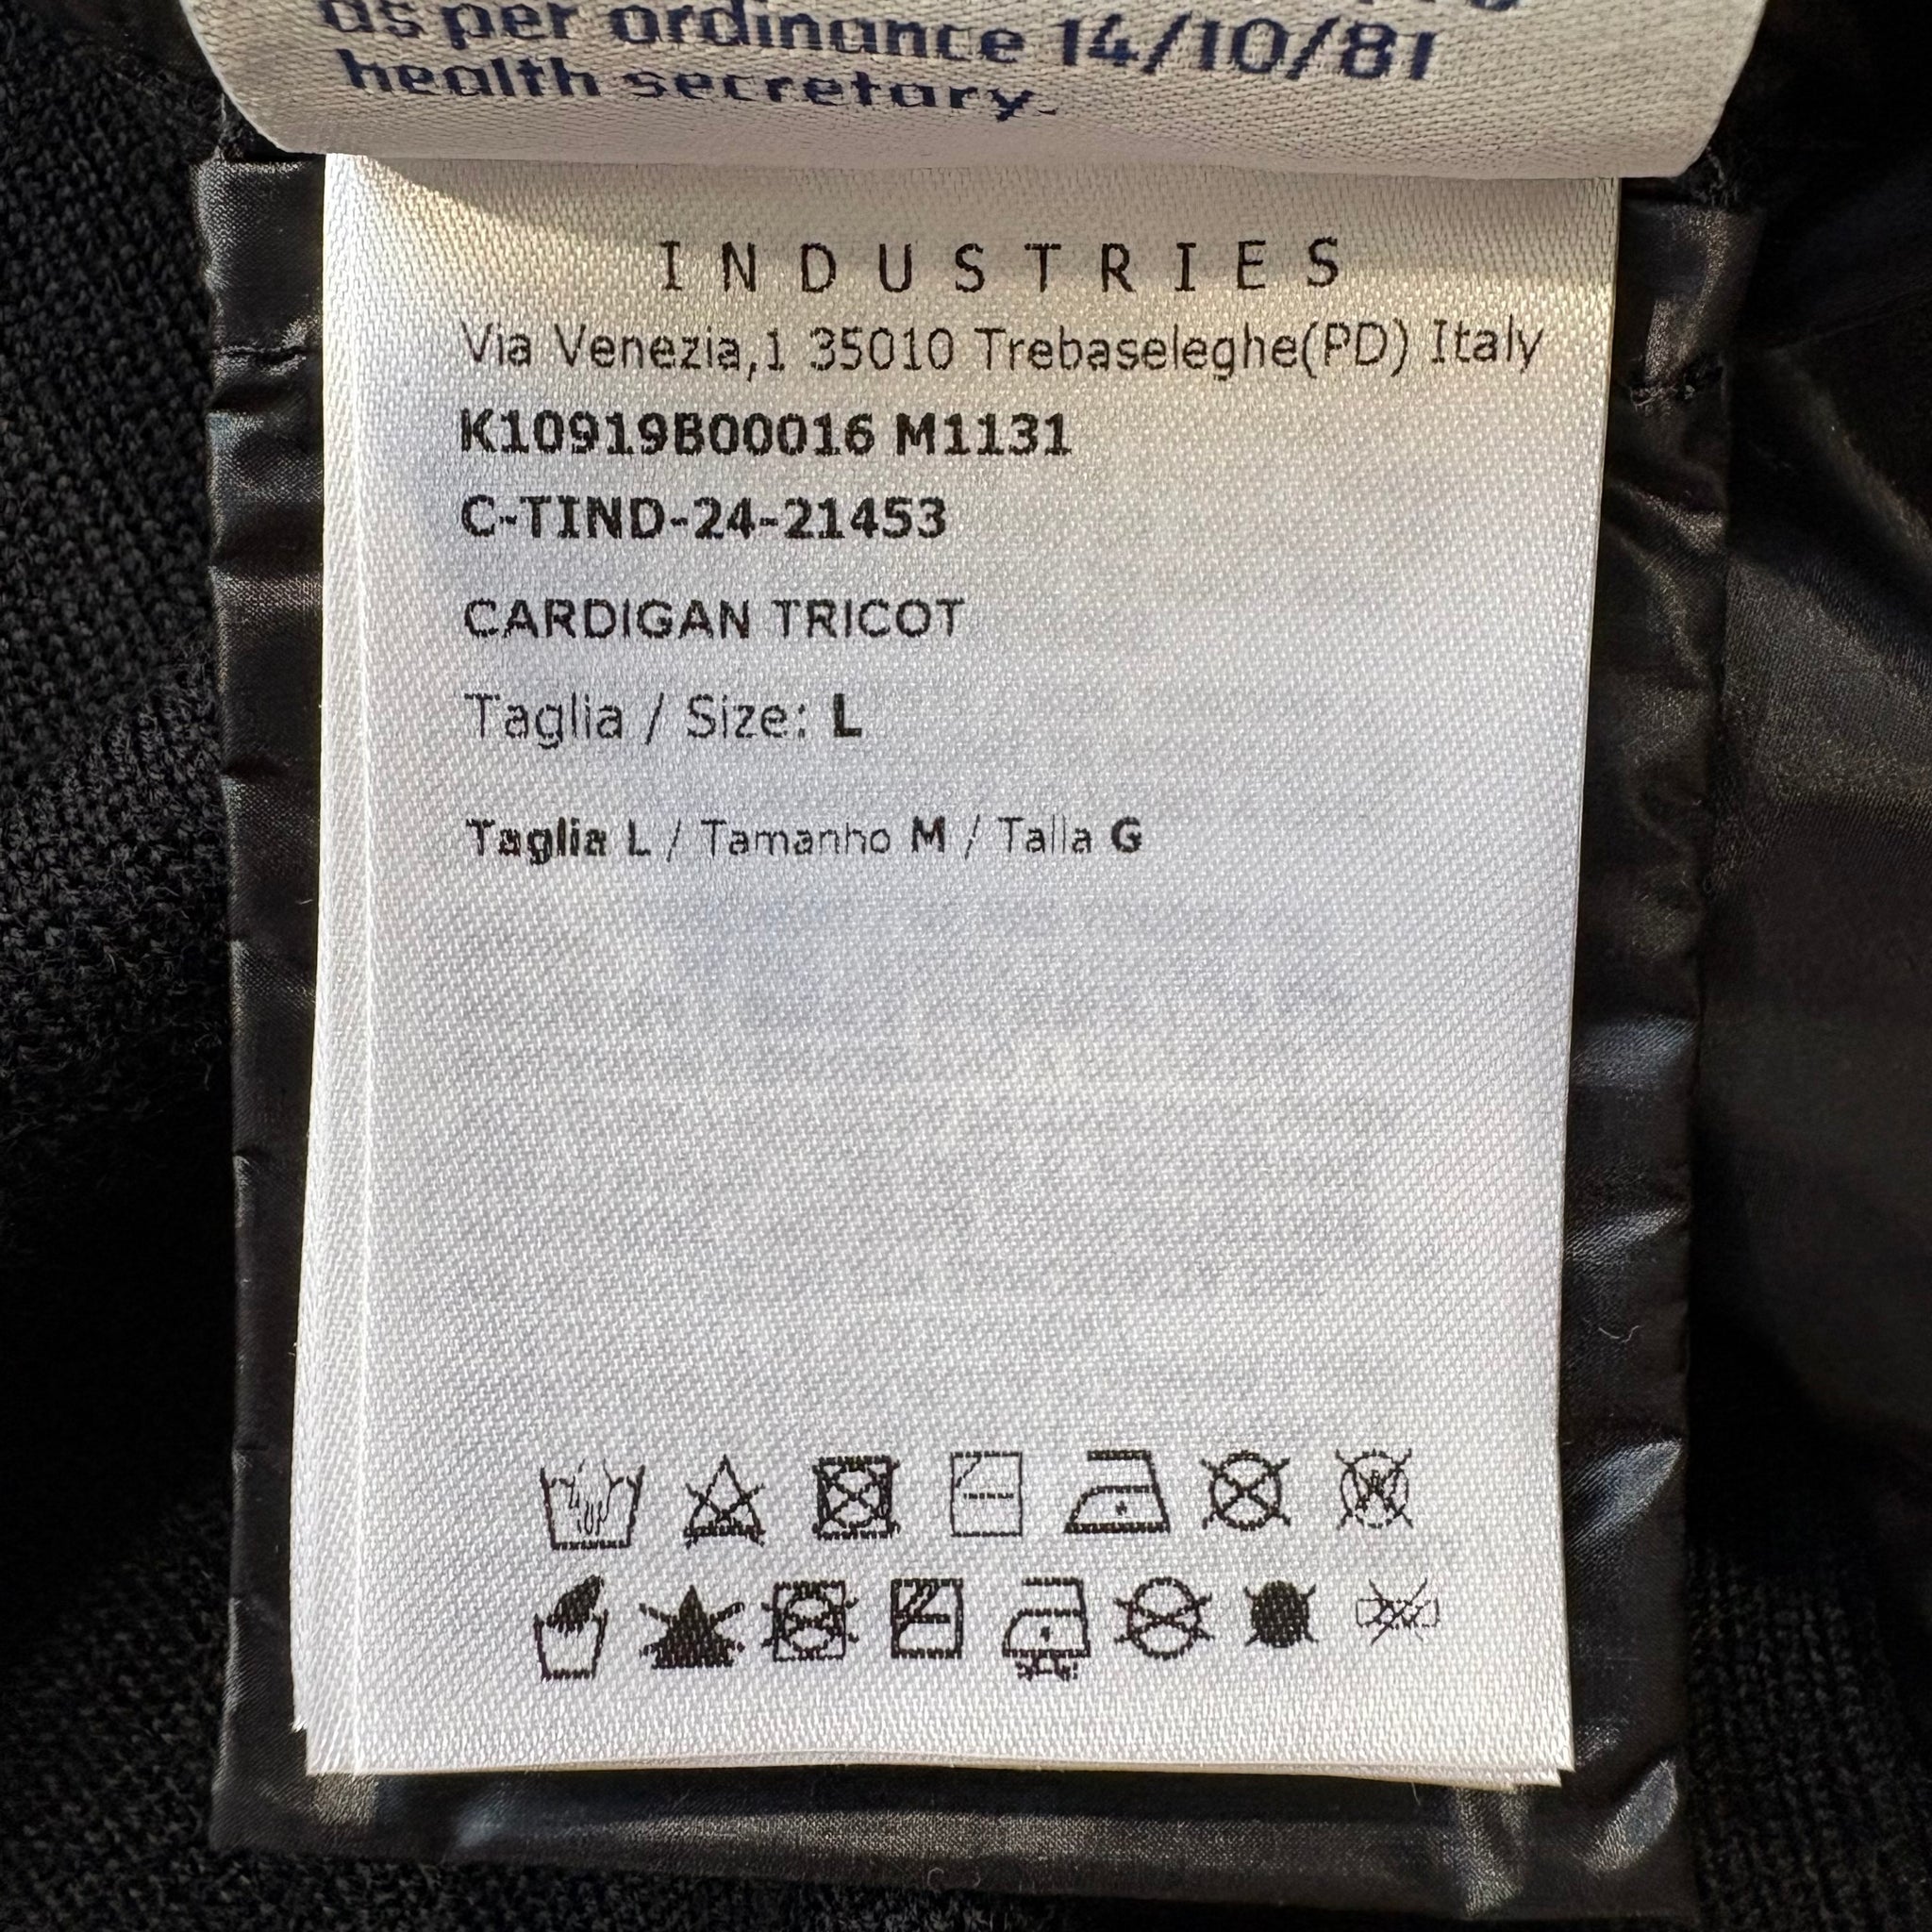 as per ordinance 14/10/81
health secretary.
INDUSTRIES
Via Venezia,1 35010 Trebaseleghe(PD) Italy
K10919B00016 M1131
C-TIND-24-21453
CARDIGAN TRICOT
Taglia / Size: L
Taglia L / Tamanho M / Talla G